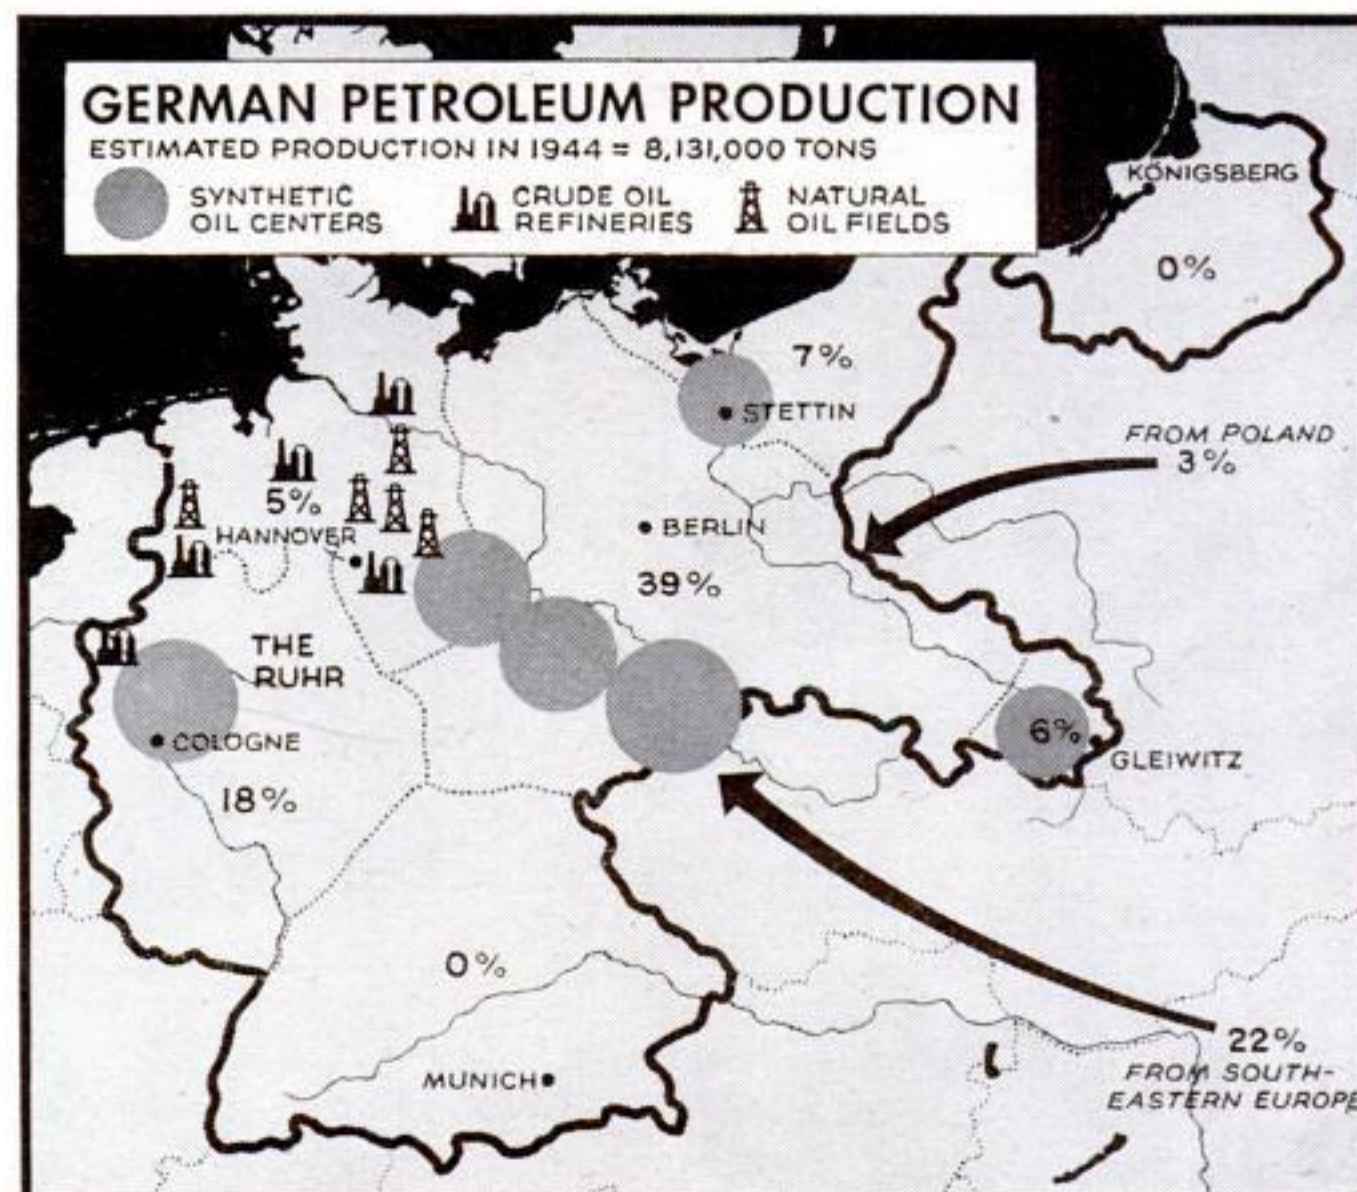 GERMAN PETROLEUM PRODUCTION
ESTIMATED PRODUCTION IN 1944 = 8,131,000 TONS
SYNTHETIC
OIL CENTERS
CRUDE OIL
REFINERIES
NATURAL
OIL FIELDS
KÖNIGSBERG
0%
7%
STETTIN
FROM POLAND
3%
5%
HANNOVER
BERLIN
39%
THE
RUHR
COLOGNE
18%
6%
GLEIWITZ
0%
MUNICH
22%
FROM SOUTH-
EASTERN EUROPE